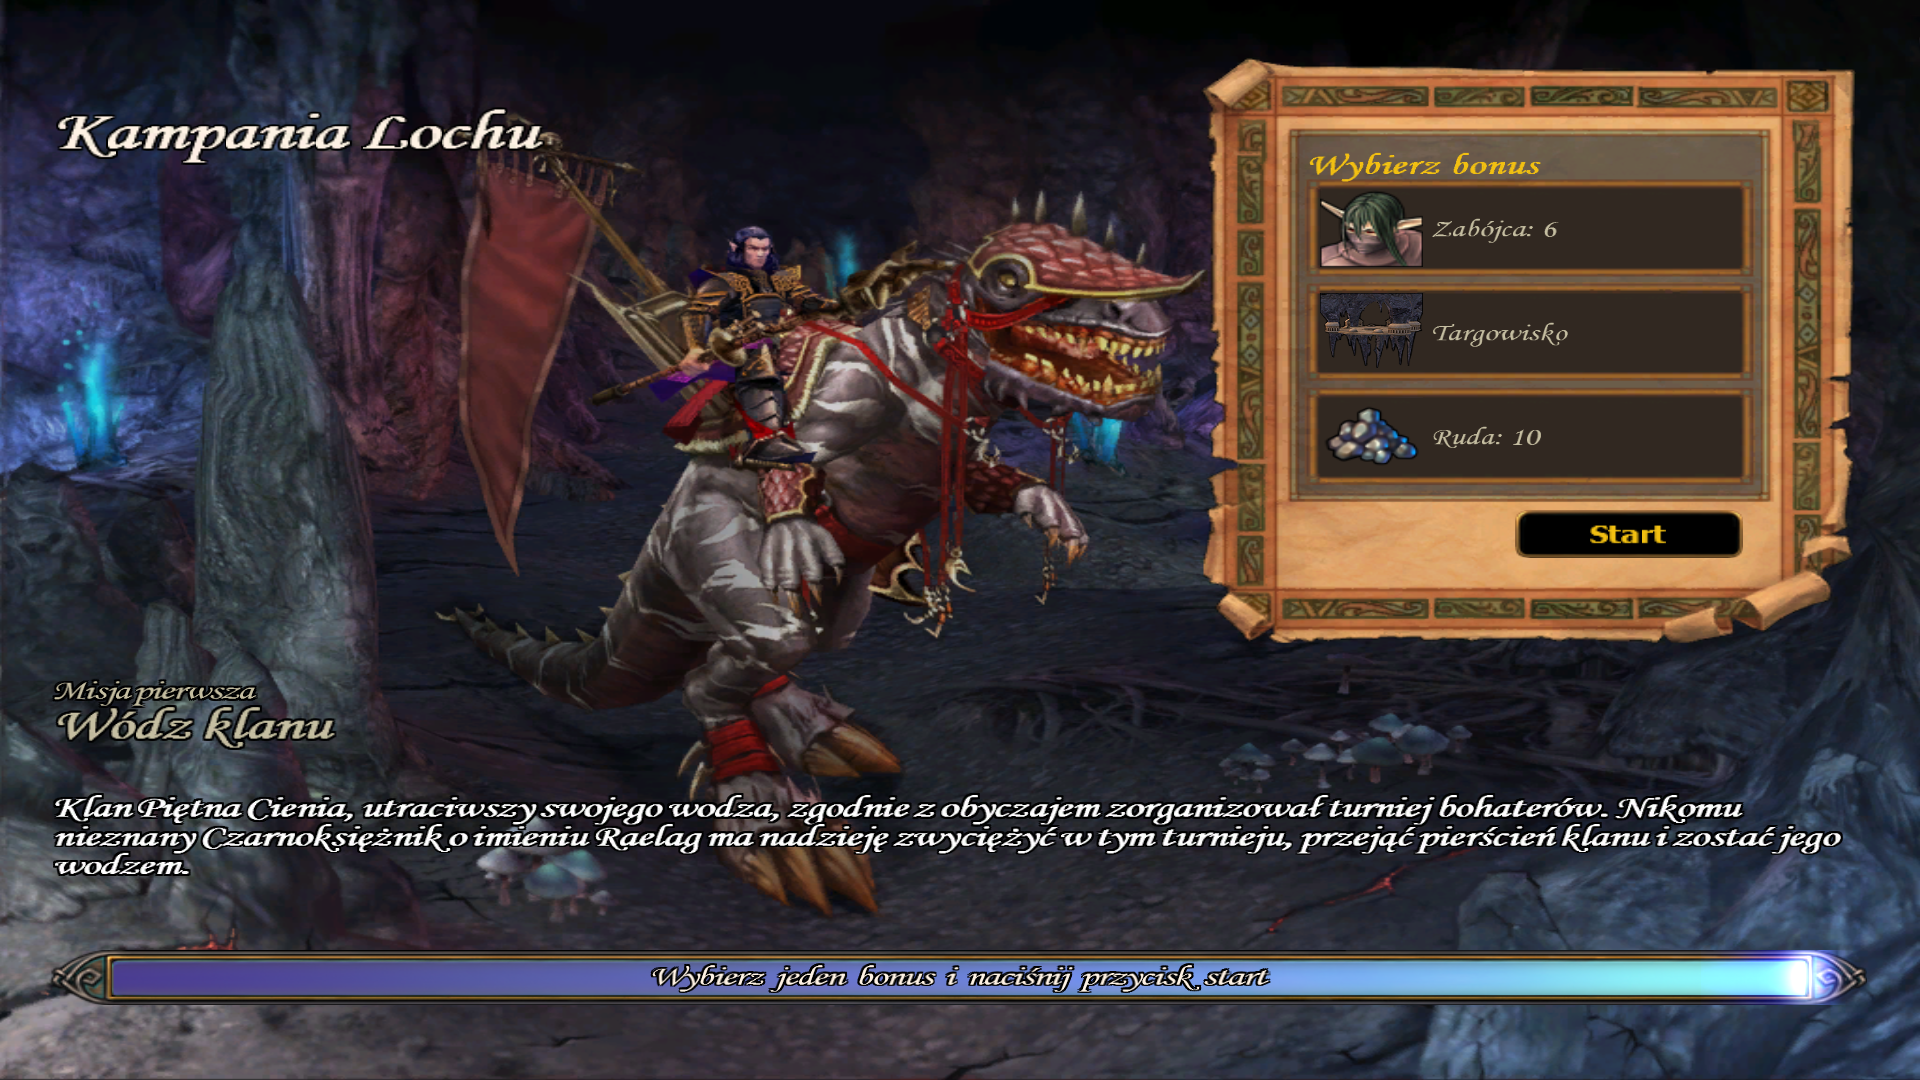 Kampania Lochu
Wybierz bonus
Zabójca: 6
Targowisko
Ruda: 10
Start
Misja pierwsza
Wódz klanu
Klan Piętna Cienia, utraciwszy swojego wodza, zgodnie z obyczajem zorganizował turniej bohaterów. Nikomu
nieznany Czarnoksiężnik o imieniu Raelag ma nadzieję zwyciężyć w tym turnieju, przejąć pierścień klanu i zostać jego
wodzem.
Wybierz jeden bonus i naciśnij przycisk start